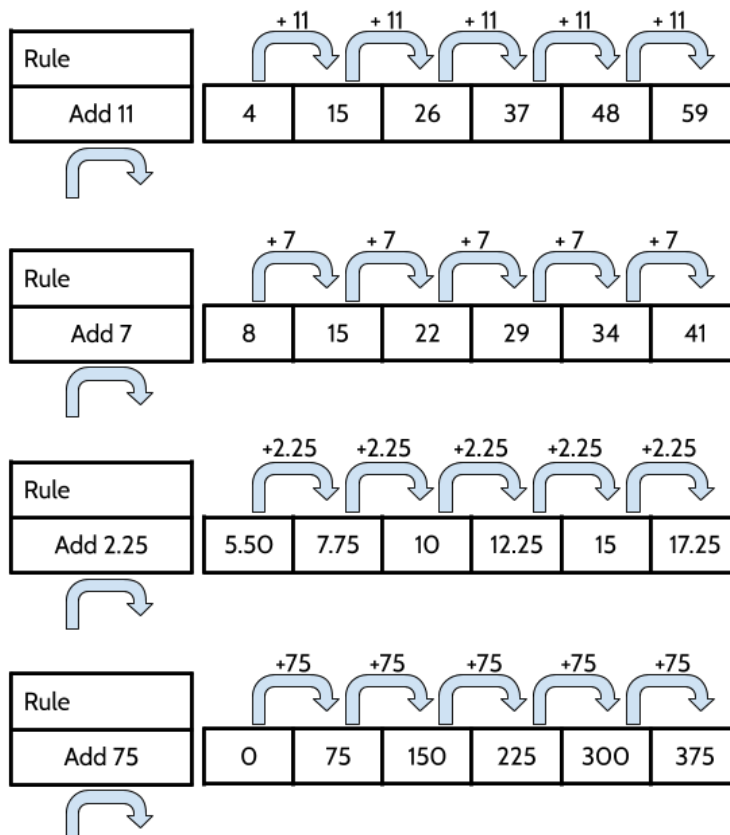 + 11 + 11 + 11 + 11 + 11
Rule
Add 11 4 15 26 37 48 59
+ 7 + 7 + 7 + 7 + 7
Rule
Add 7 8 15 22 29 34 41
+2.25 +2.25 +2.25 +2.25 +2.25
Rule
Add 2.25 5.50 7.75 10 12.25 15 17.25
+75 +75 +75 +75 +75
Rule
Add 75 0 75 150 225 300 375